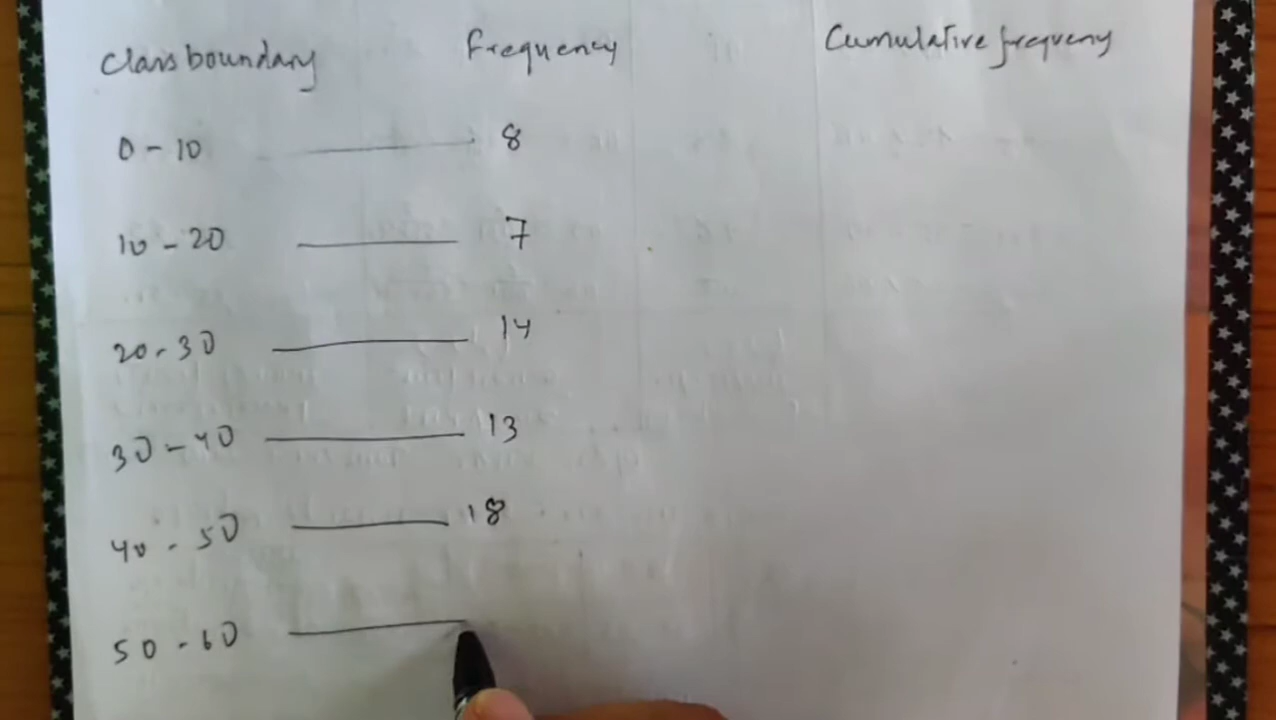 Class boundary Frequency Cumulative frequeny
0 - 10 8
10 - 20 7
20 - 30 14
30 - 40 13
40 - 50 18
50 - 60